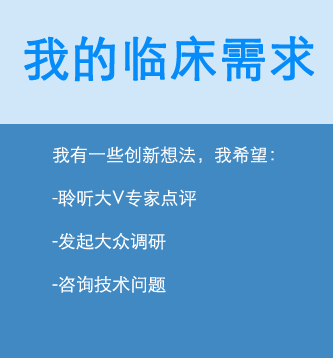 我的临床需求
我有一些创新想法，我希望：
-聆听大V专家点评
-发起大众调研
-咨询技术问题